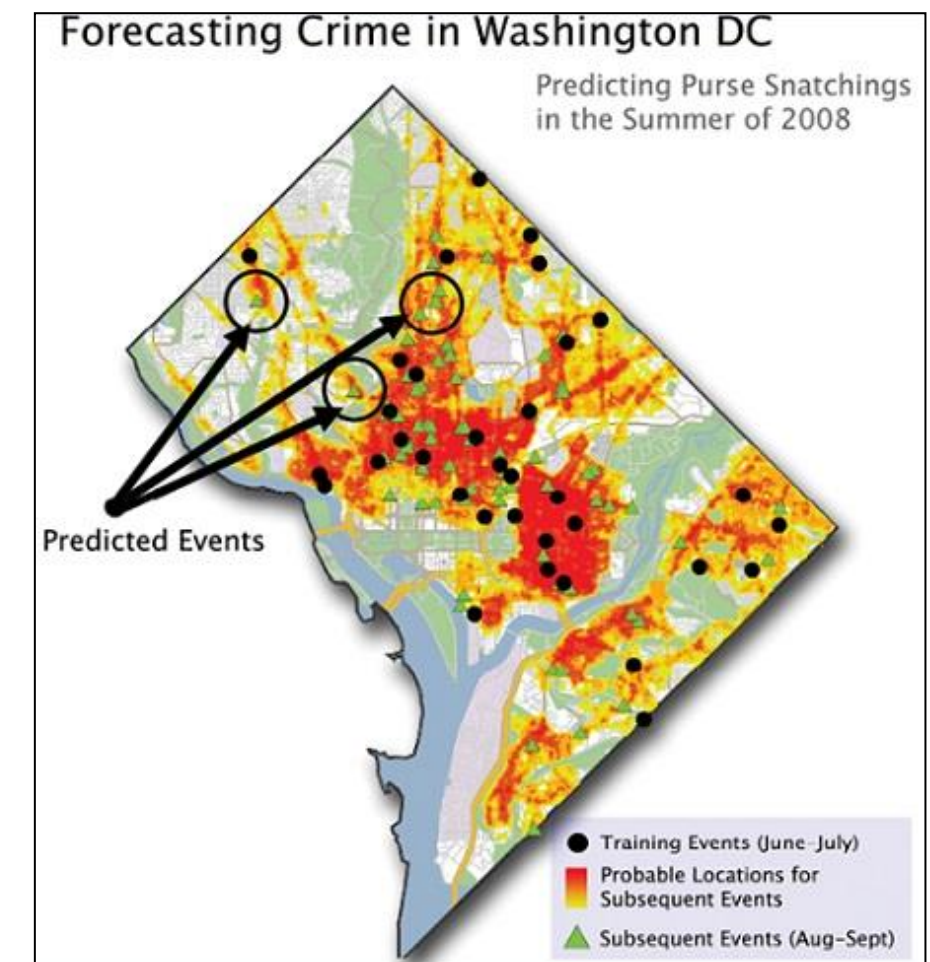 Forecasting Crime in Washington DC
Predicting Purse Snatchings
in the Summer of 2008
Predicted Events
Training Events (June-July)
Probable Locations for
Subsequent Events
Subsequent Events (Aug-Sept)